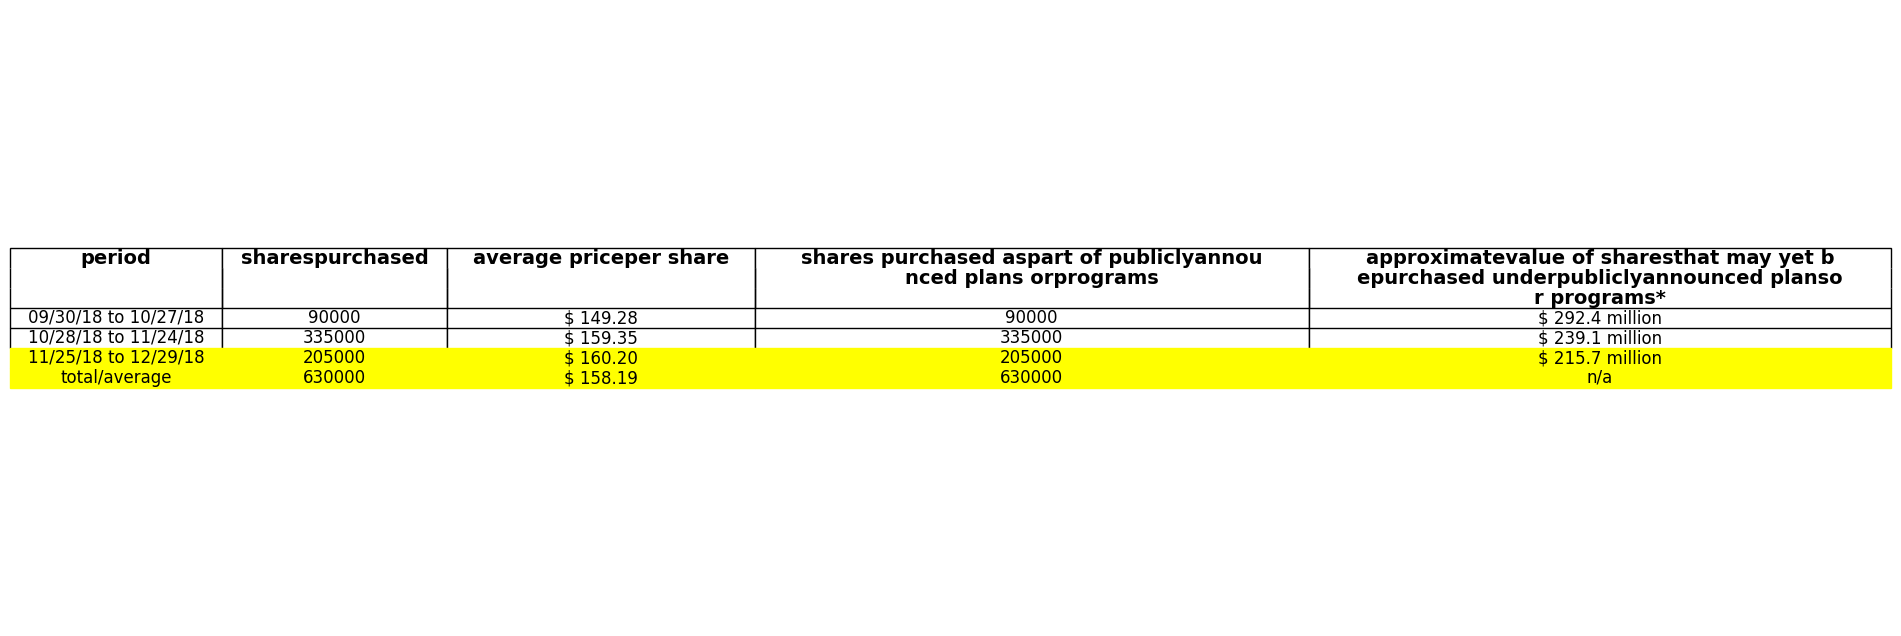 period sharespurchased average priceper share shares purchased aspart of publiclyannou approximatevalue of sharesthat may yet b
nced plans orprograms epurchased underpubliclyannounced planso
r programs*
09/30/18 to 10/27/18 90000 $ 149.28 90000 $ 292.4 million
10/28/18 to 11/24/18 335000 $ 159.35 335000 $ 239.1 million
11/25/18 to 12/29/18 205000 $ 160.20 205000 $ 215.7 million
total/average 630000 $ 158.19 630000 n/a